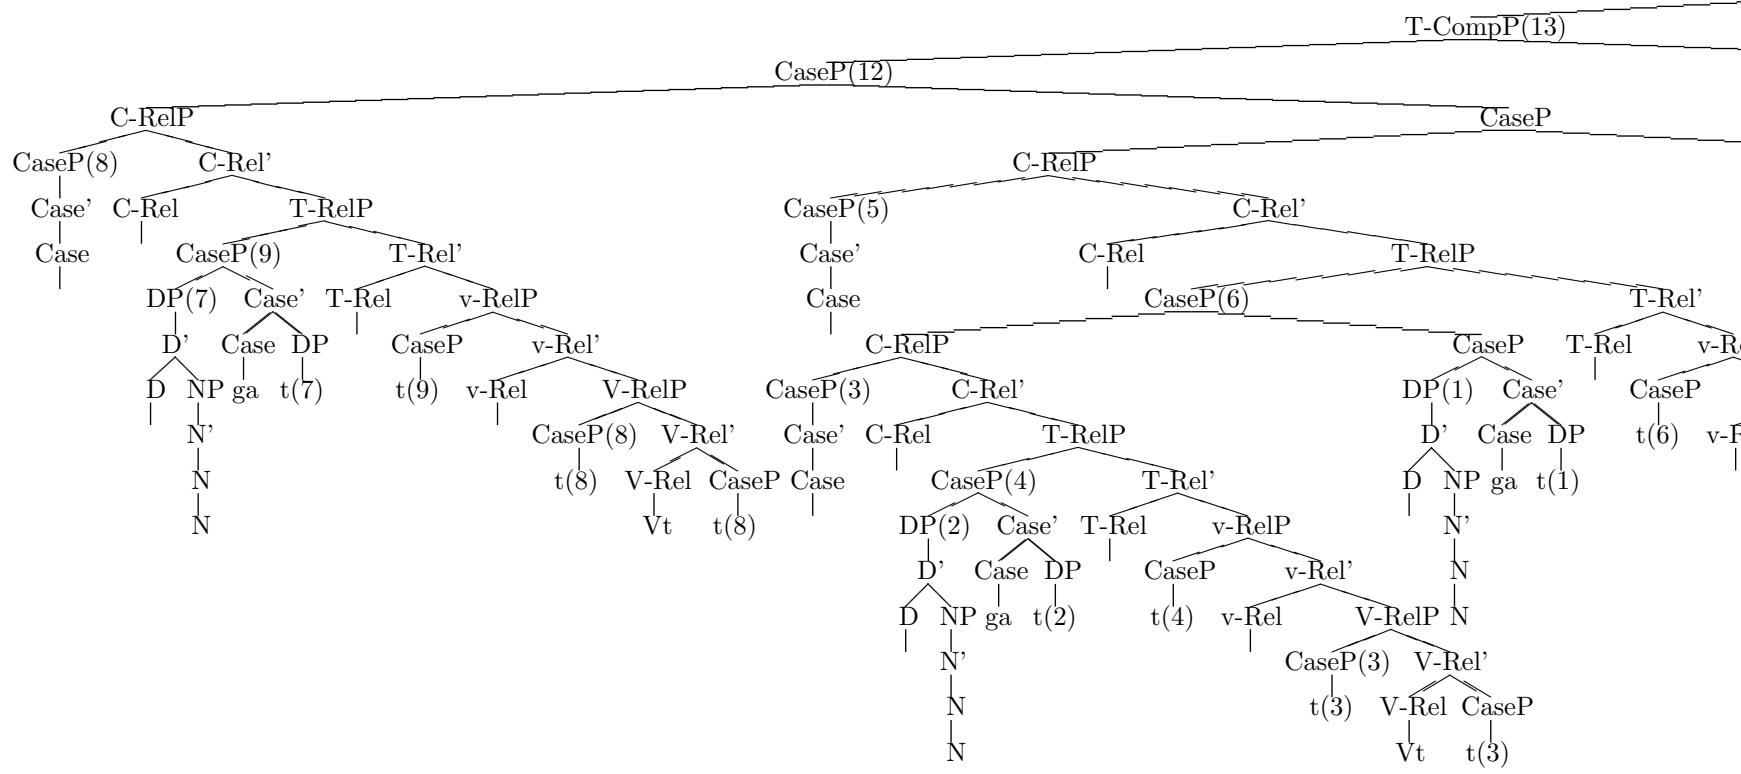 T-CompP(13)
CaseP(12)
C-RelP CaseP
CaseP(8) C-Rel’ C-RelP
Case’ C-Rel T-RelP CaseP(5) C-Rel’
Case CaseP(9) T-Rel’ Case’ C-Rel T-RelP
DP(7) Case’ T-Rel v-RelP Case CaseP(6) T-Rel’
D’ Case DP CaseP v-Rel’ C-RelP CaseP T-Rel
D NP ga t(7) t(9) v-Rel V-RelP CaseP(3) C-Rel’ DP(1) Case’ CaseP
N’ CaseP(8) V-Rel’ Case’ C-Rel T-RelP D’ Case DP t(6)
N t(8) V-Rel CaseP Case CaseP(4) T-Rel’ D NP ga t(1)
N Vt t(8) DP(2) Case’ T-Rel v-RelP N’
D’ Case DP CaseP v-Rel’ N
D NP ga t(2) t(4) v-Rel V-RelP N
N’ CaseP(3) V-Rel’
N t(3) V-Rel CaseP
N Vt t(3)